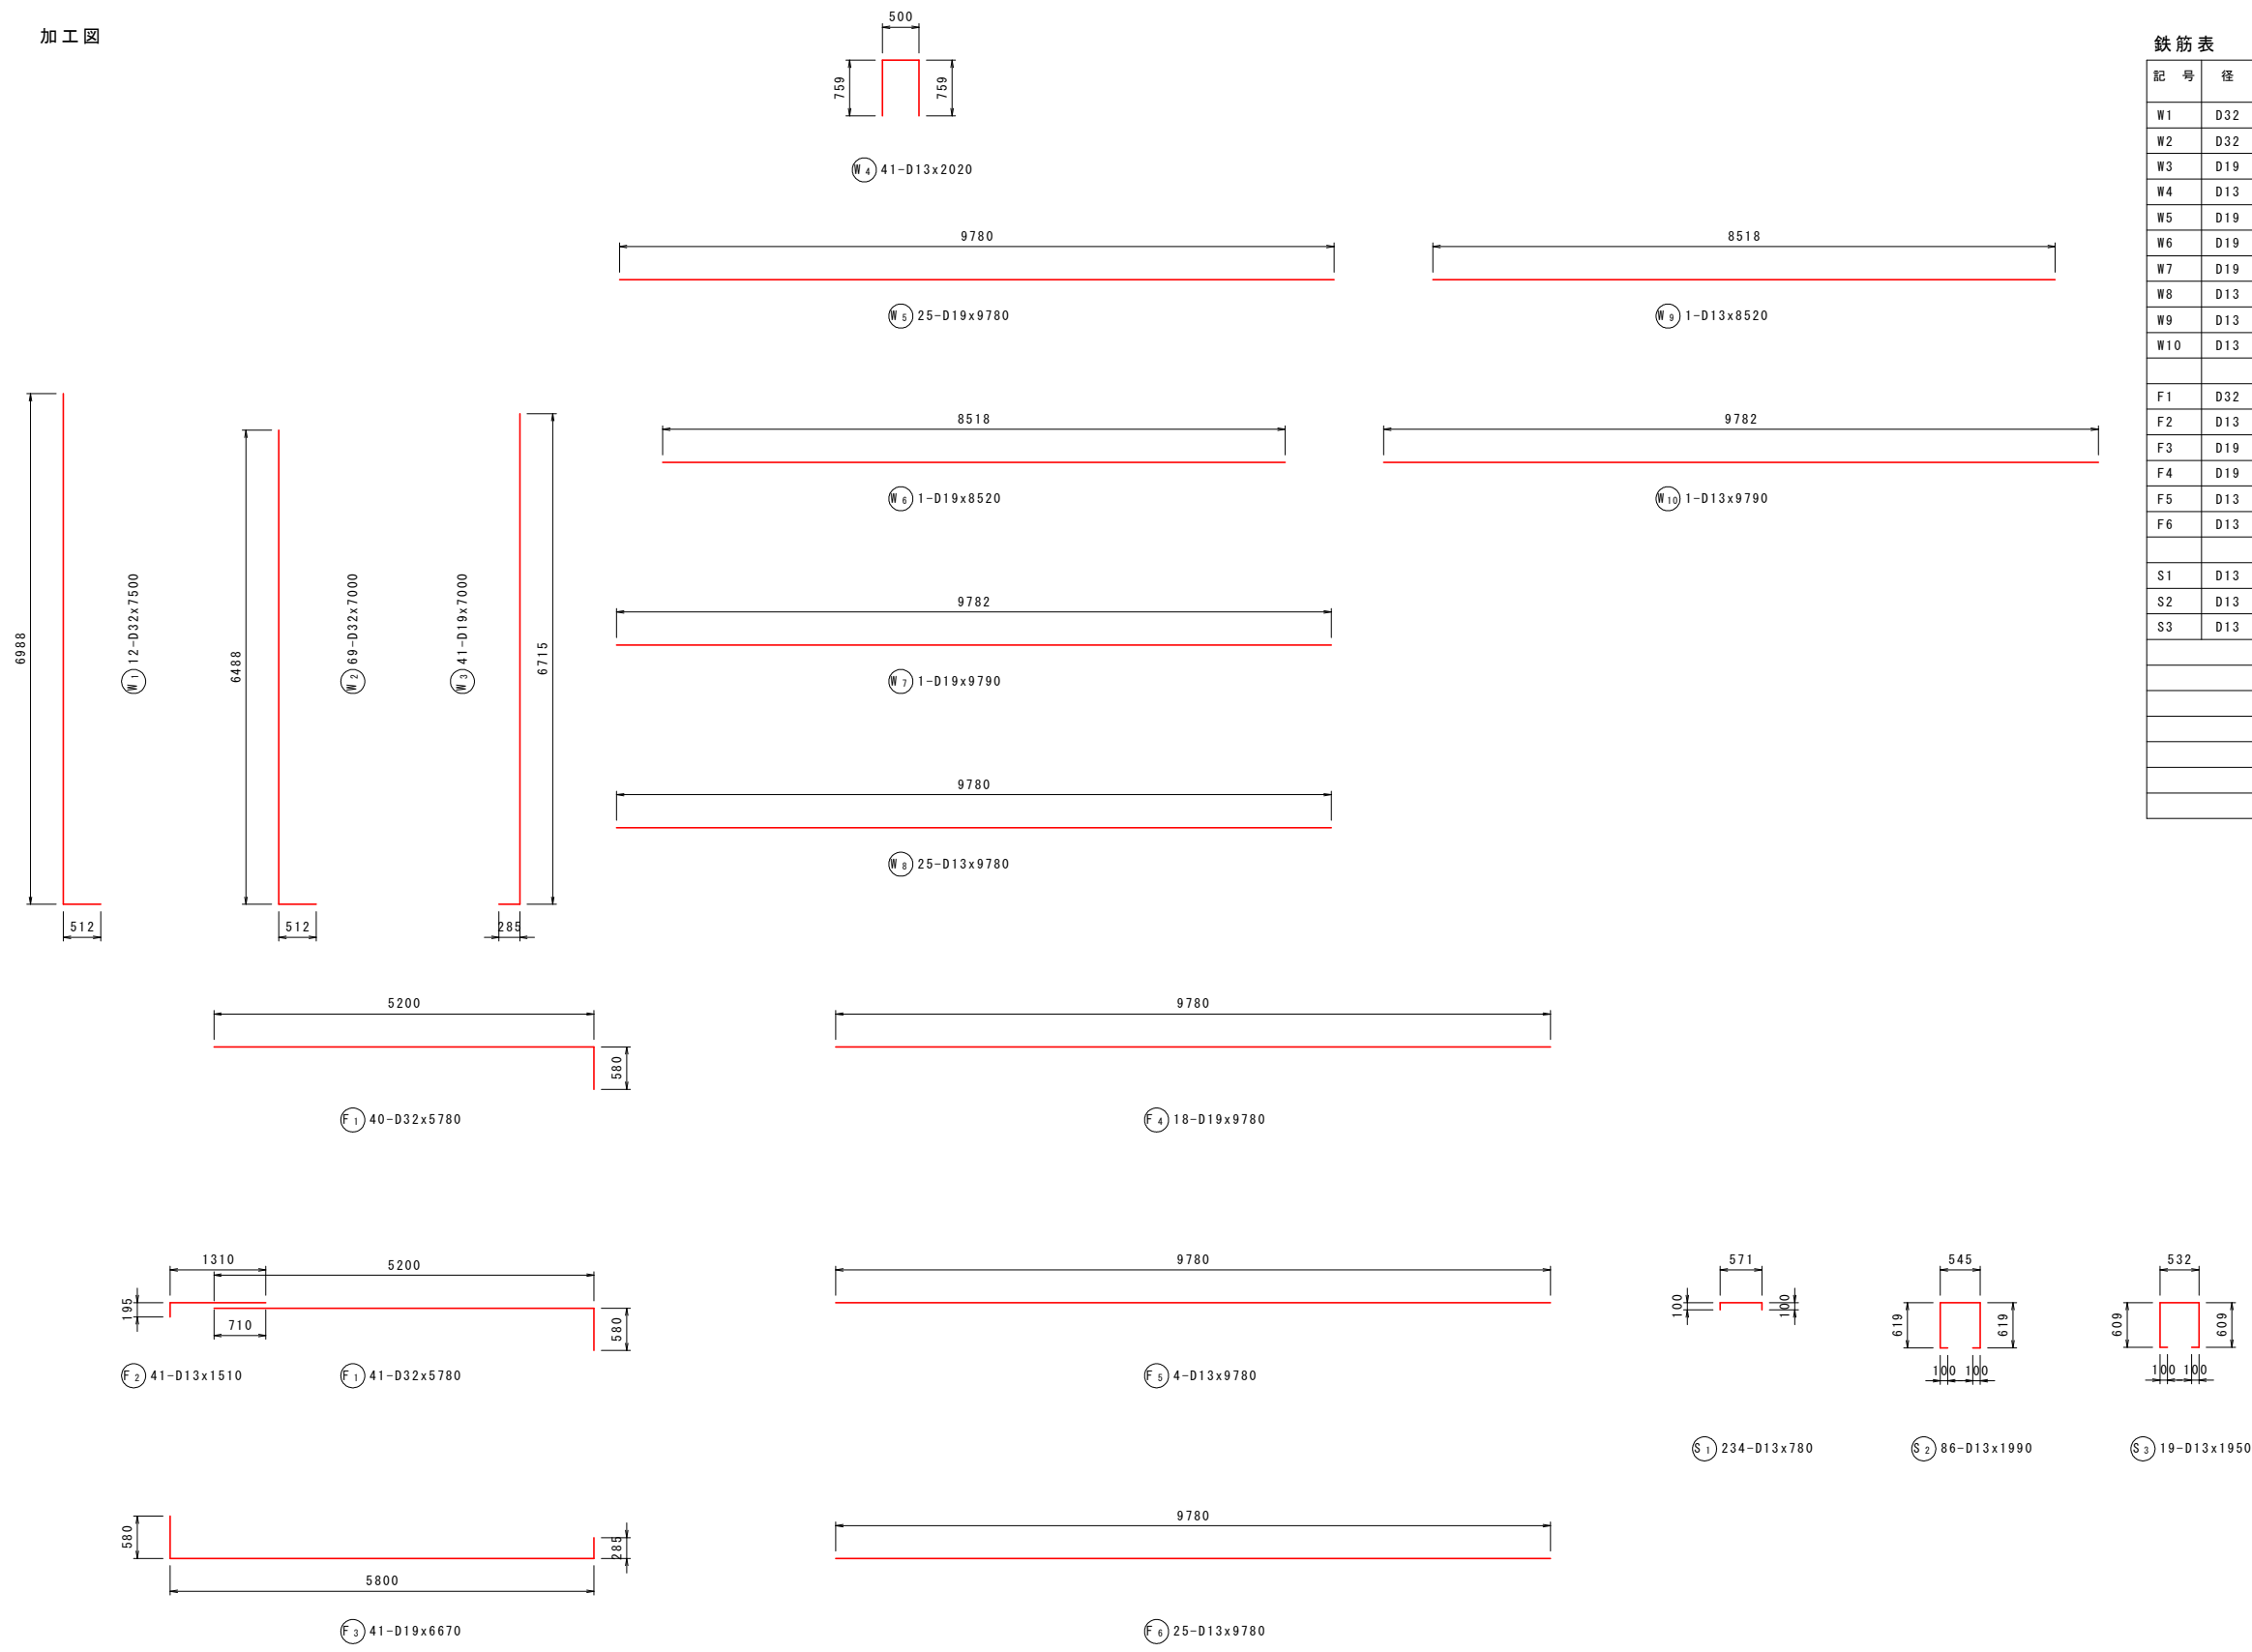 加工図
500
759
759
W4 41-D13x2020
9780
W5 25-D19x9780
8518
W9 1-D13x8520
8518
W6 1-D19x8520
9782
W10 1-D13x9790
9782
W7 1-D19x9790
9780
W8 25-D13x9780
6988
512
W1 12-D32x7500
6488
512
W2 69-D32x7000
W3 41-D19x7000
6715
285
5200
580
F1 40-D32x5780
9780
F4 18-D19x9780
1310
195
710
F2 41-D13x1510
5200
580
F1 41-D32x5780
9780
F5 4-D13x9780
571
100
100
S1 234-D13x780
545
619
619
100
100
S2 86-D13x1990
532
609
609
100
100
S3 19-D13x1950
580
285
5800
F3 41-D19x6670
9780
F6 25-D13x9780
鉄筋表
記号 径
W1 D32
W2 D32
W3 D19
W4 D13
W5 D19
W6 D19
W7 D19
W8 D13
W9 D13
W10 D13
F1 D32
F2 D13
F3 D19
F4 D19
F5 D13
F6 D13
S1 D13
S2 D13
S3 D13